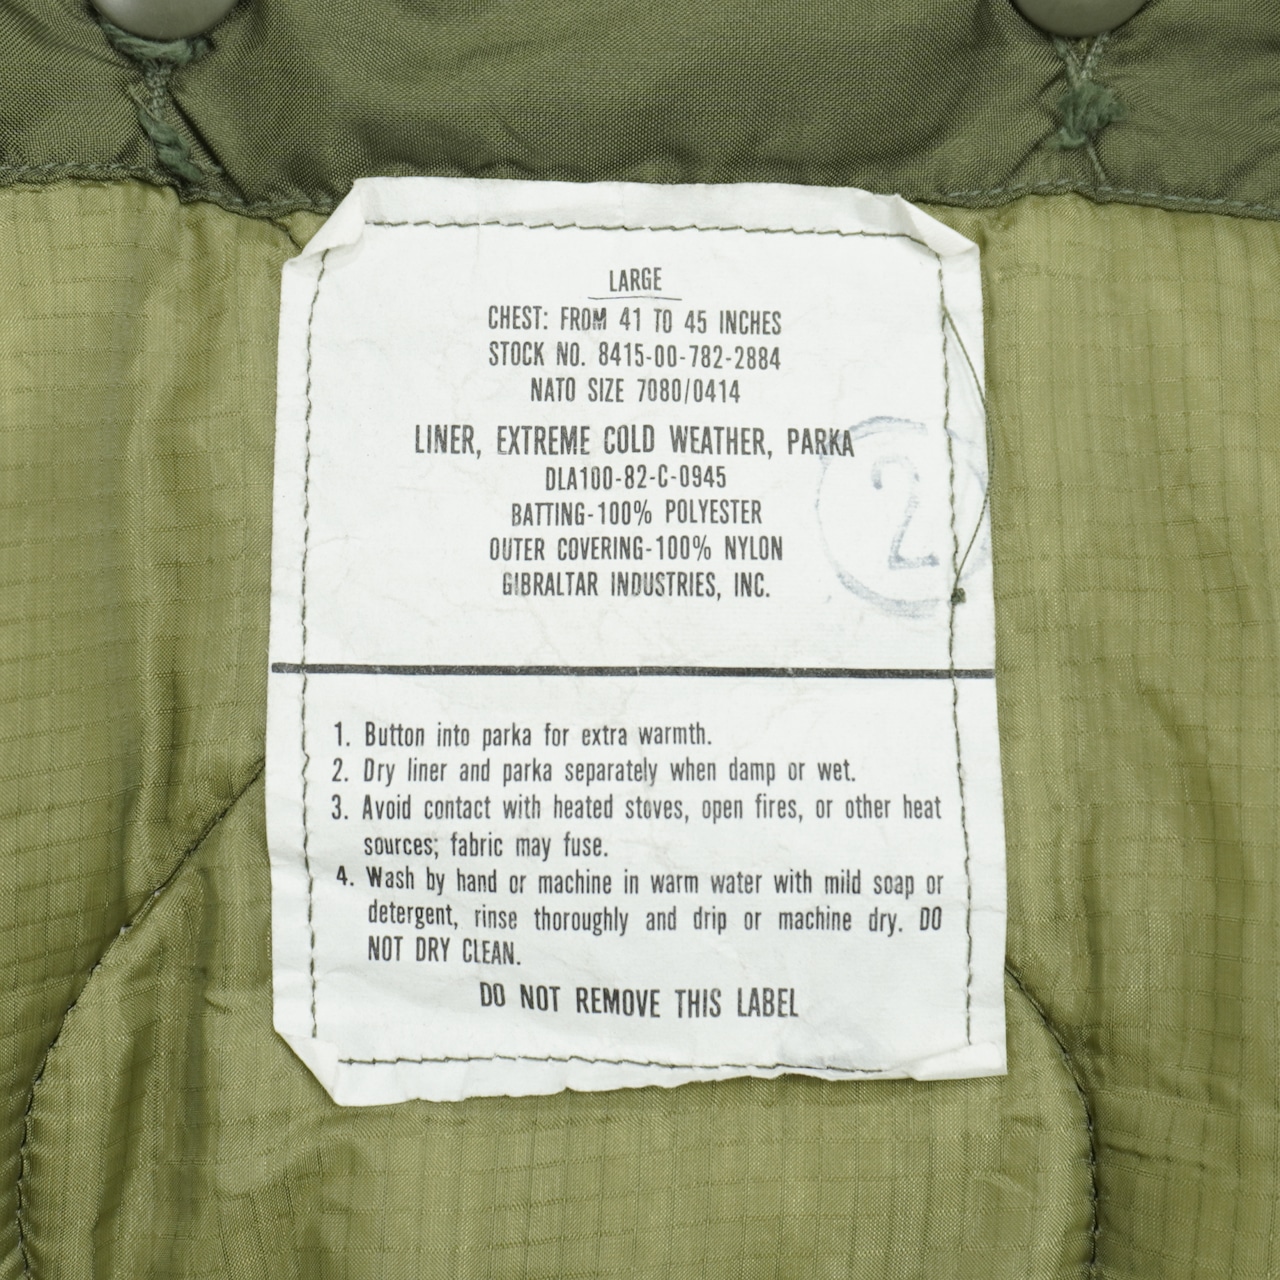 LARGE
CHEST: FROM 41 TO 45 INCHES
STOCK NO. 8415-00-782-2884
NATO SIZE 7080/0414
LINER, EXTREME COLD WEATHER, PARKA
DLA100-82-C-0945
BATTING-100% POLYESTER
OUTER COVERING-100% NYLON
GIBRALTAR INDUSTRIES, INC.
2
1. Button into parka for extra warmth.
2. Dry liner and parka separately when damp or wet.
3. Avoid contact with heated stoves, open fires, or other heat
sources; fabric may fuse.
4. Wash by hand or machine in warm water with mild soap or
detergent, rinse thoroughly and drip or machine dry. DO
NOT DRY CLEAN.
DO NOT REMOVE THIS LABEL